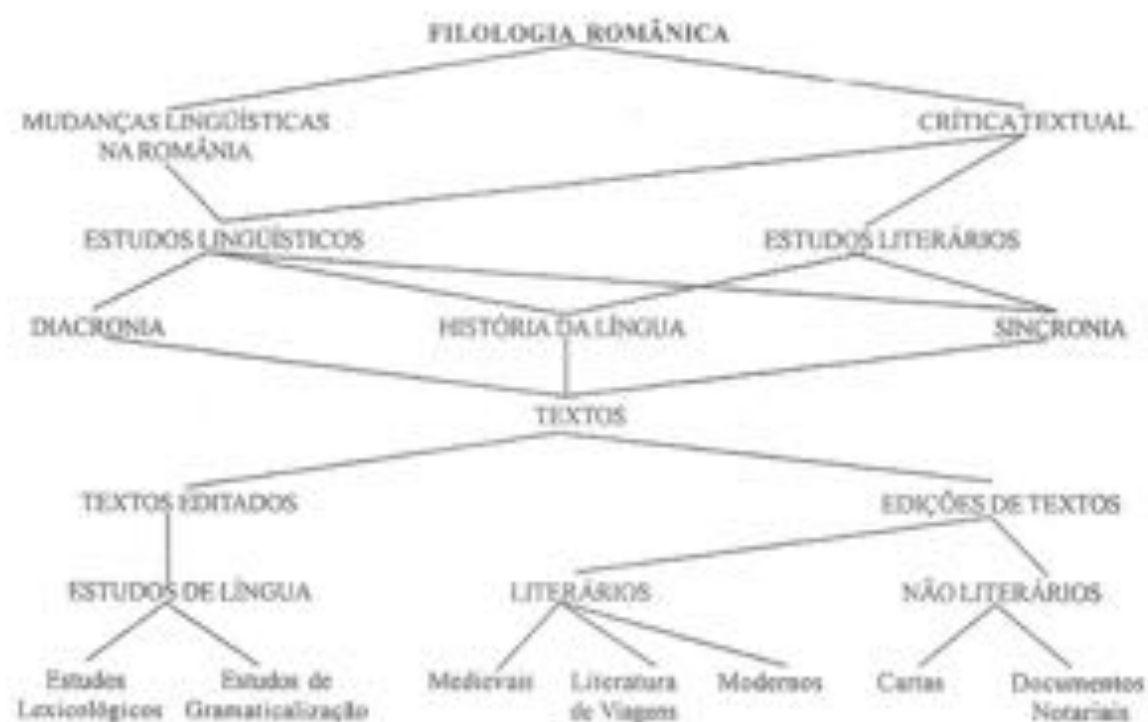 FILOLOGIA ROMÂNICA
MUDANÇAS LINGÜÍSTICAS
NA ROMÂNIA
CRÍTICA TEXTUAL
ESTUDOS LINGÜÍSTICOS
ESTUDOS LITERÁRIOS
DIACRONIA
HISTÓRIA DA LÍNGUA
SINCRONIA
TEXTOS
TEXTOS EDITADOS
EDIÇÕES DE TEXTOS
ESTUDOS DE LÍNGUA
LITERÁRIOS
NÃO LITERÁRIOS
Estudos
Lexicológicos
Estudos de
Gramaticalização
Medievais
Literatura
de Viagens
Modernos
Cartas
Documentos
Notariais